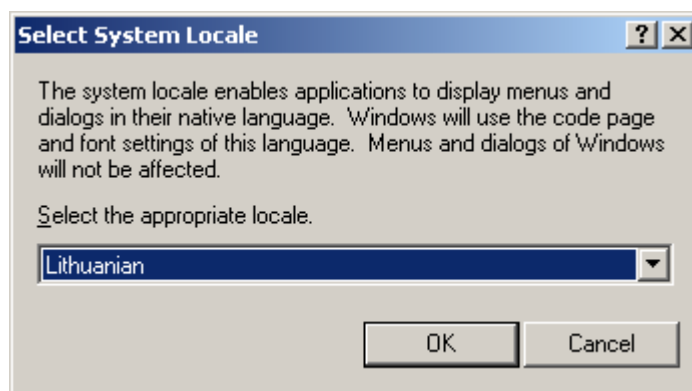 Select System Locale
The system locale enables applications to display menus and
dialogs in their native language.  Windows will use the code page
and font settings of this language.  Menus and dialogs of Windows
will not be affected.
Select the appropriate locale.
Lithuanian
OK Cancel